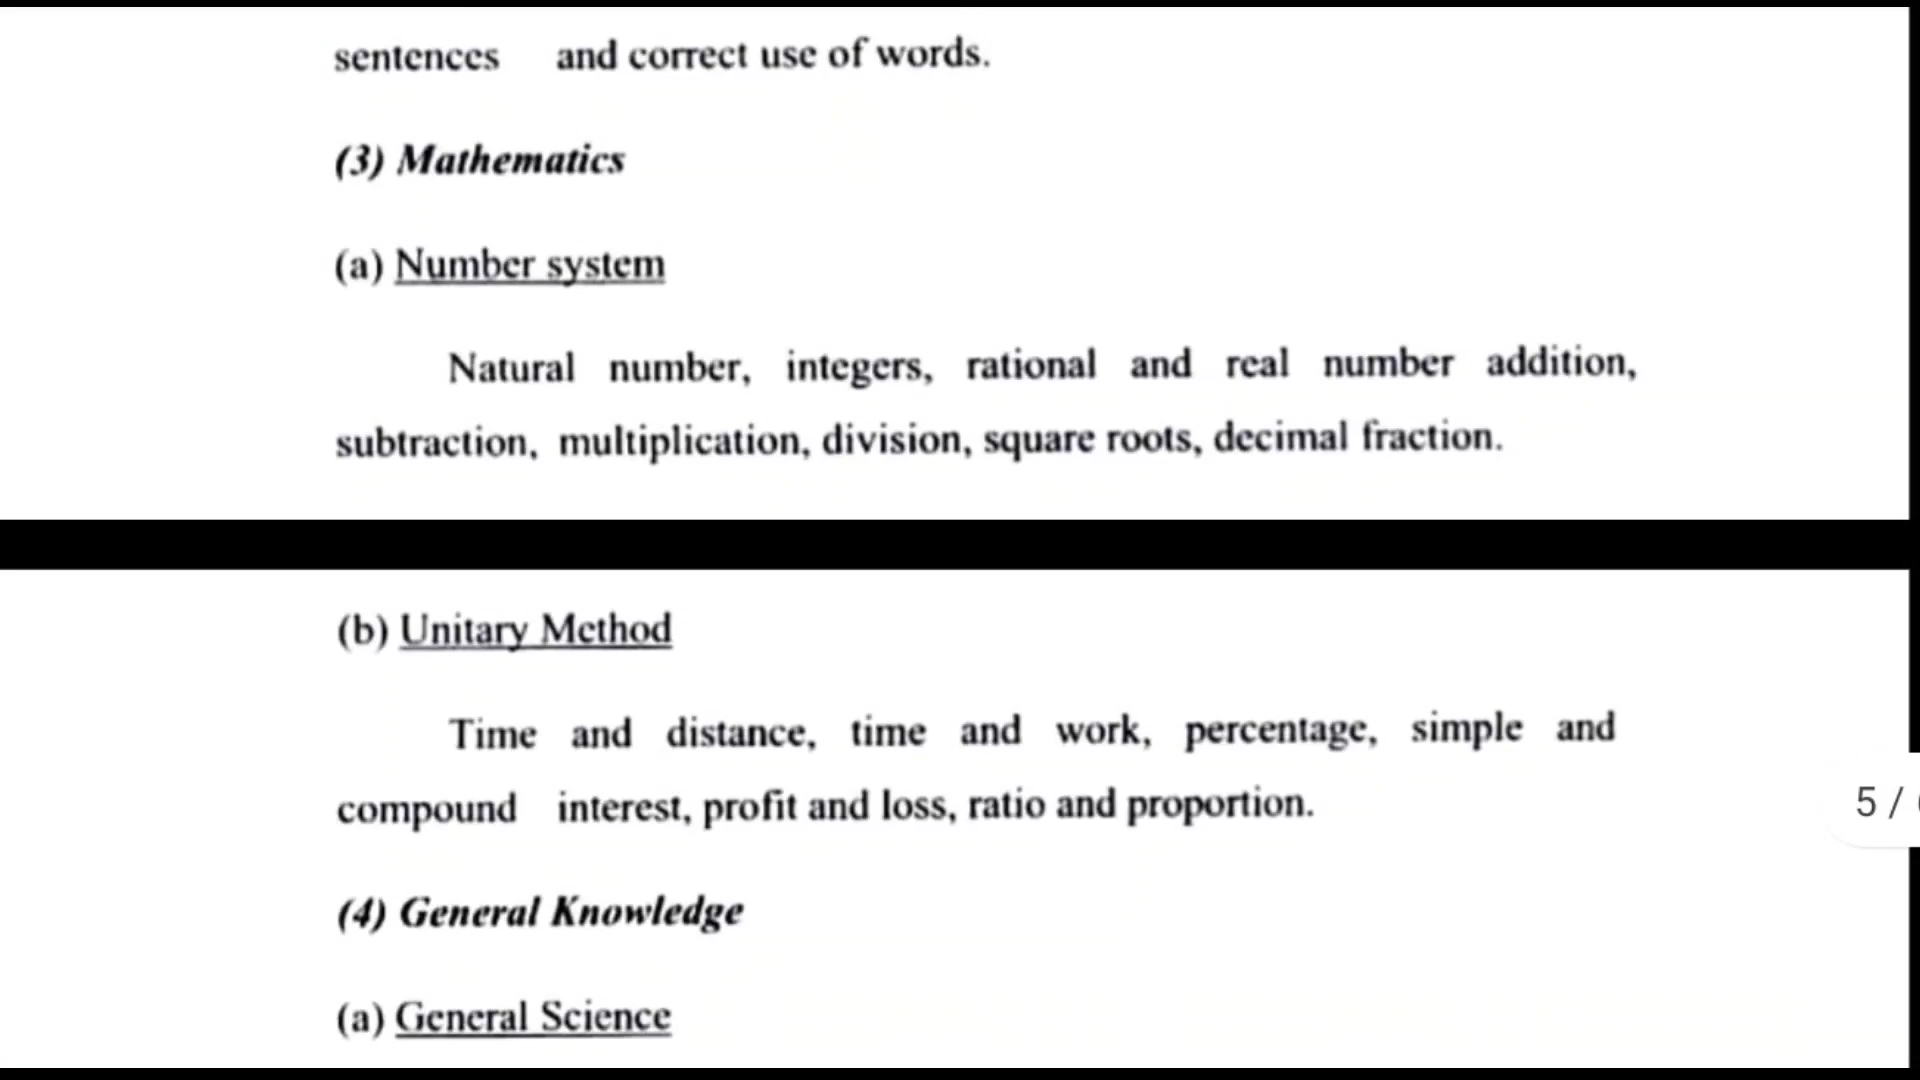 sentences and correct use of words.
(3) Mathematics
(a) Number system
Natural number, integers, rational and real number addition,
subtraction, multiplication, division, square roots, decimal fraction.
(b) Unitary Method
Time and distance, time and work, percentage, simple and
compound interest, profit and loss, ratio and proportion.
5 /
(4) General Knowledge
(a) General Science